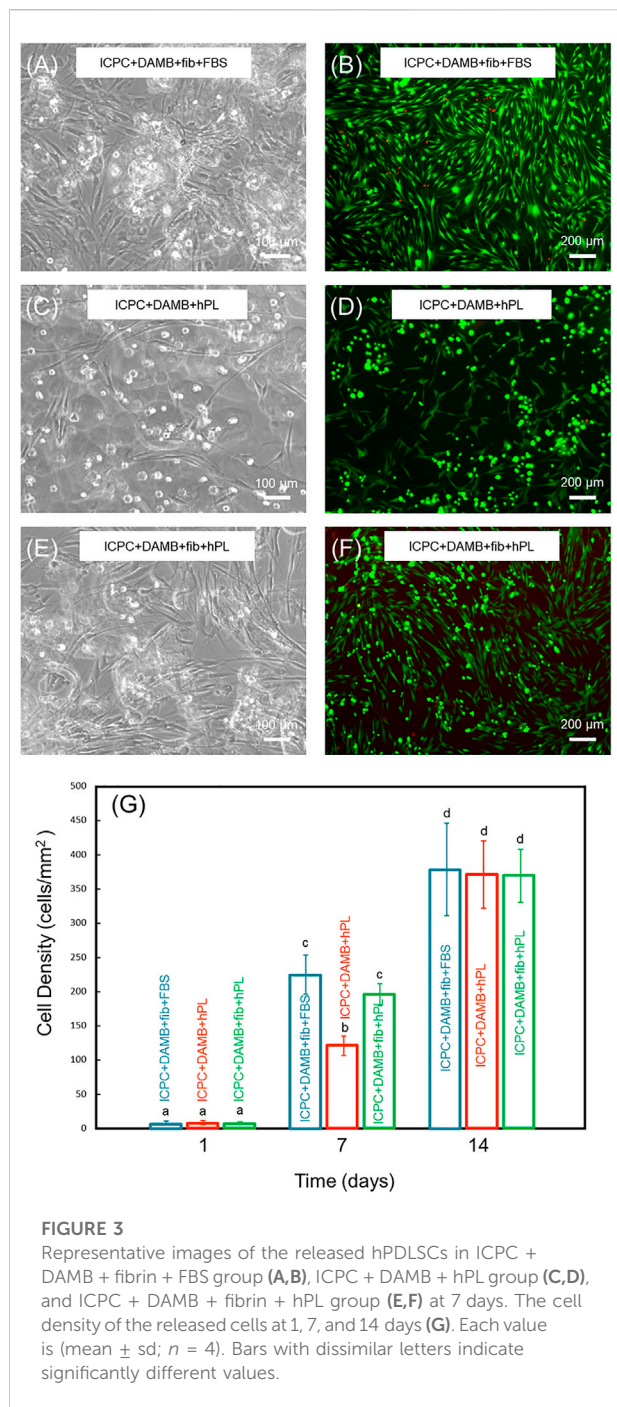 (A)
ICPC+DAMB+fib+FBS
100 µm
(B)
ICPC+DAMB+fib+FBS
200 µm
(C)
ICPC+DAMB+hPL
100 µm
(D)
ICPC+DAMB+hPL
200 µm
(E)
ICPC+DAMB+fib+hPL
100 µm
(F)
ICPC+DAMB+fib+hPL
200 µm
(G)
Cell Density (cells/mm²)
500
450
400
350
300
250
200
150
100
50
0
ICPC+DAMB+fib+FBS
a
ICPC+DAMB+hPL
a
ICPC+DAMB+fib+hPL
a
c
ICPC+DAMB+fib+FBS
ICPC+DAMB+hPL
b
c
ICPC+DAMB+fib+hPL
d
ICPC+DAMB+fib+FBS
d
ICPC+DAMB+hPL
d
ICPC+DAMB+fib+hPL
1
7
14
Time (days)
FIGURE 3
Representative images of the released hPDLSCs in ICPC +
DAMB + fibrin + FBS group (A,B), ICPC + DAMB + hPL group (C,D),
and ICPC + DAMB + fibrin + hPL group (E,F) at 7 days. The cell
density of the released cells at 1, 7, and 14 days (G). Each value
is (mean ± sd; n = 4). Bars with dissimilar letters indicate
significantly different values.